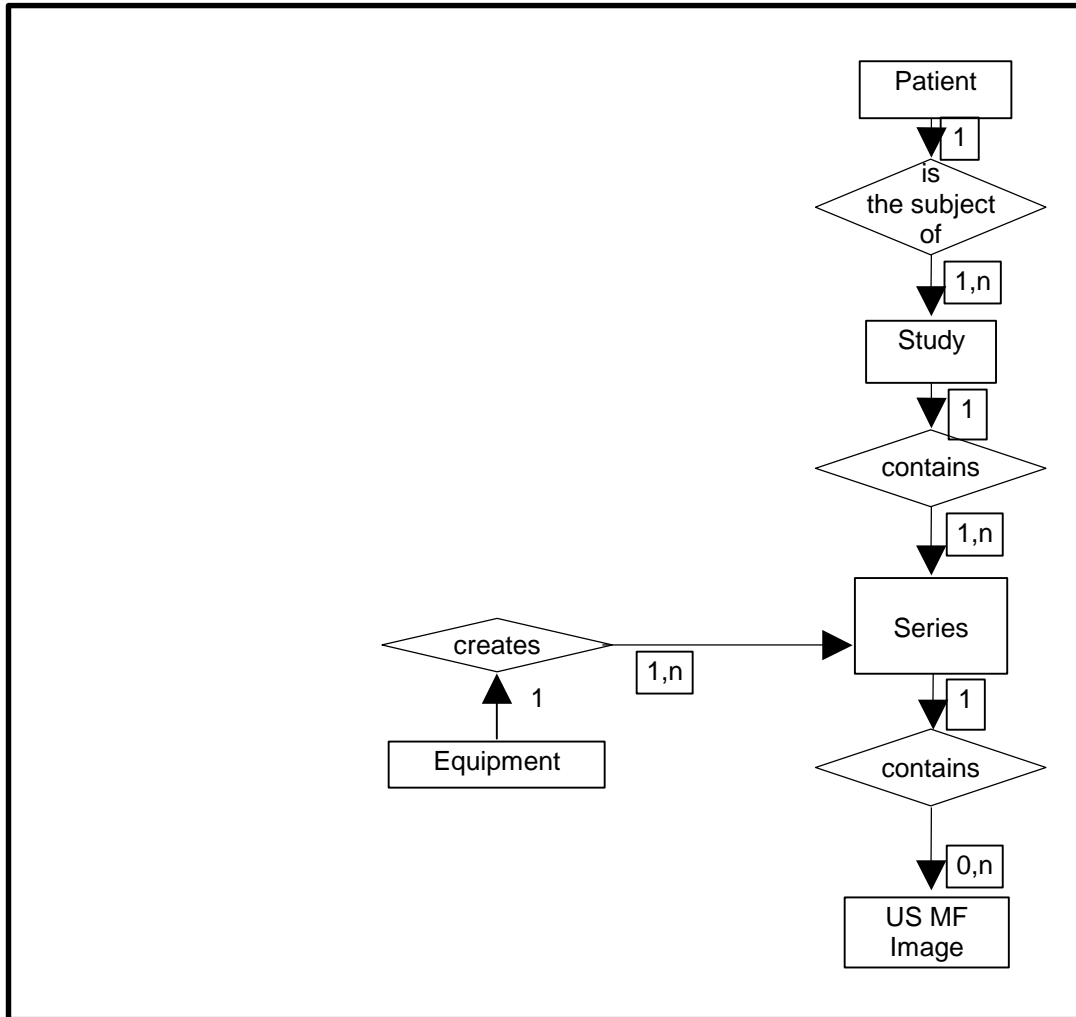 Patient
1
is
the subject
of
1,n
Study
1
contains
1,n
Series
creates
1,n
1
1
Equipment
contains
0,n
US MF
Image